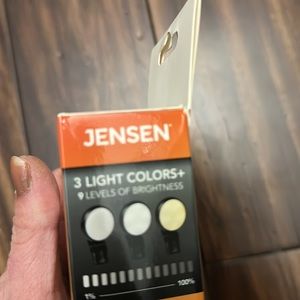 JENSEN
3 LIGHT COLORS+
9 LEVELS OF BRIGHTNESS
1% 100%